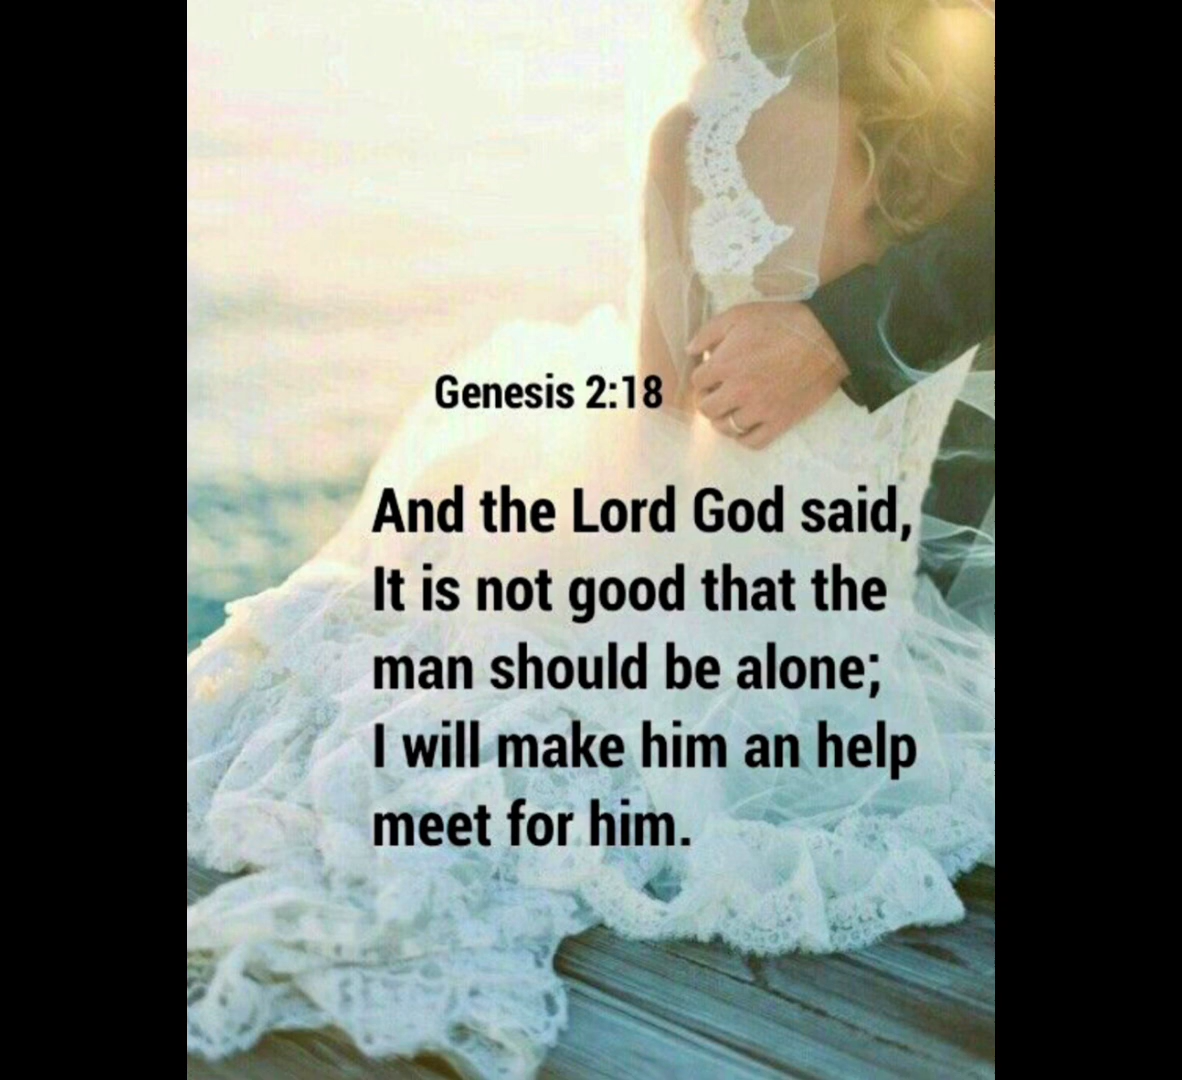 Genesis 2:18
And the Lord God said,
It is not good that the
man should be alone;
I will make him an help
meet for him.